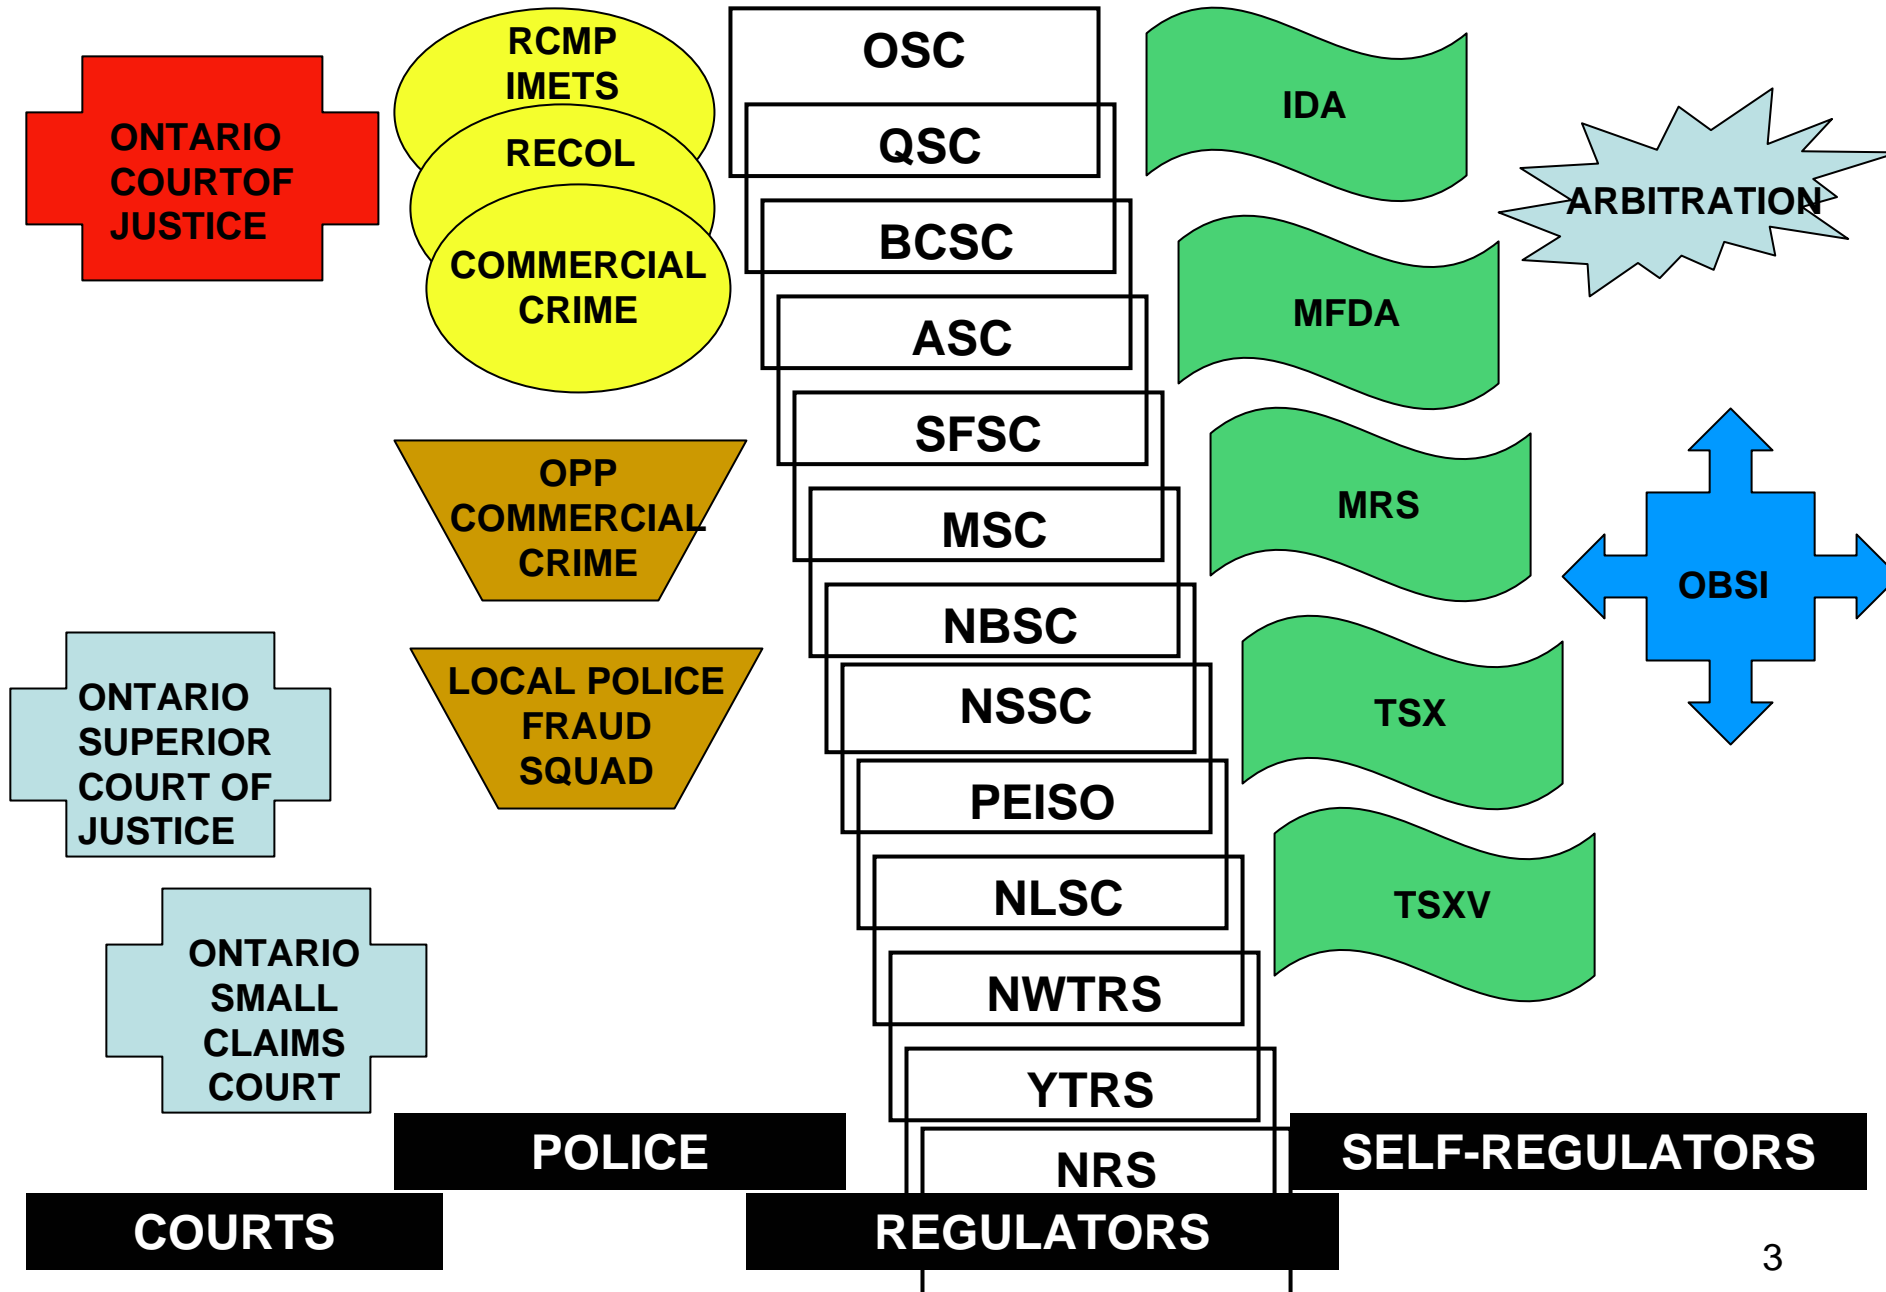 ONTARIO
COURTOF
JUSTICE
ONTARIO
SUPERIOR
COURT OF
JUSTICE
ONTARIO
SMALL
CLAIMS
COURT
COURTS
RCMP
IMETS
RECOL
COMMERCIAL
CRIME
OPP
COMMERCIAL
CRIME
LOCAL POLICE
FRAUD
SQUAD
POLICE
OSC
QSC
BCSC
ASC
SFSC
MSC
NBSC
NSSC
PEISO
NLSC
NWTRS
YTRS
NRS
REGULATORS
IDA
MFDA
MRS
TSX
TSXV
SELF-REGULATORS
ARBITRATION
OBSI
3